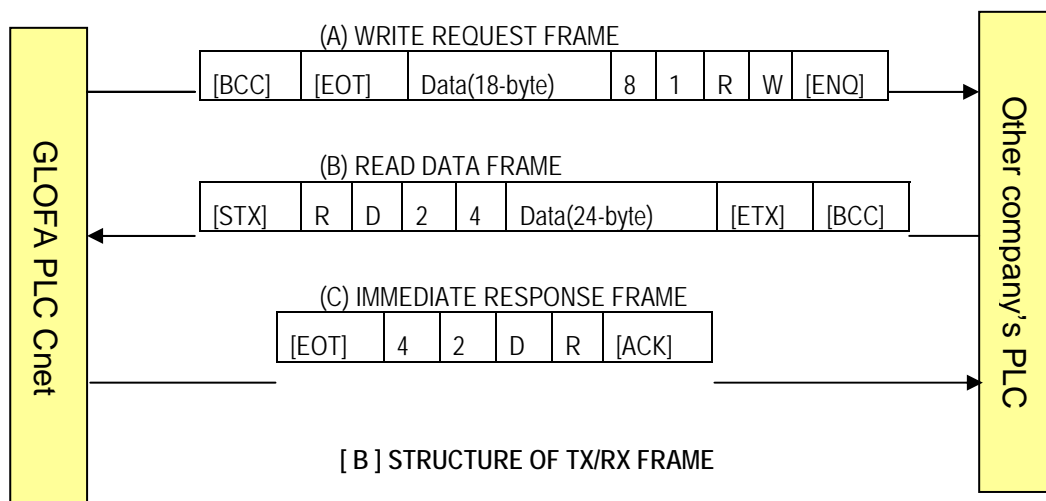 (A) WRITE REQUEST FRAME
[BCC] [EOT] Data(18-byte) 8 1 R W [ENQ]
(B) READ DATA FRAME
[STX] R D 2 4 Data(24-byte) [ETX] [BCC]
(C) IMMEDIATE RESPONSE FRAME
[EOT] 4 2 D R [ACK]
GLOFA PLC Cnet
Other company's PLC
[ B ] STRUCTURE OF TX/RX FRAME